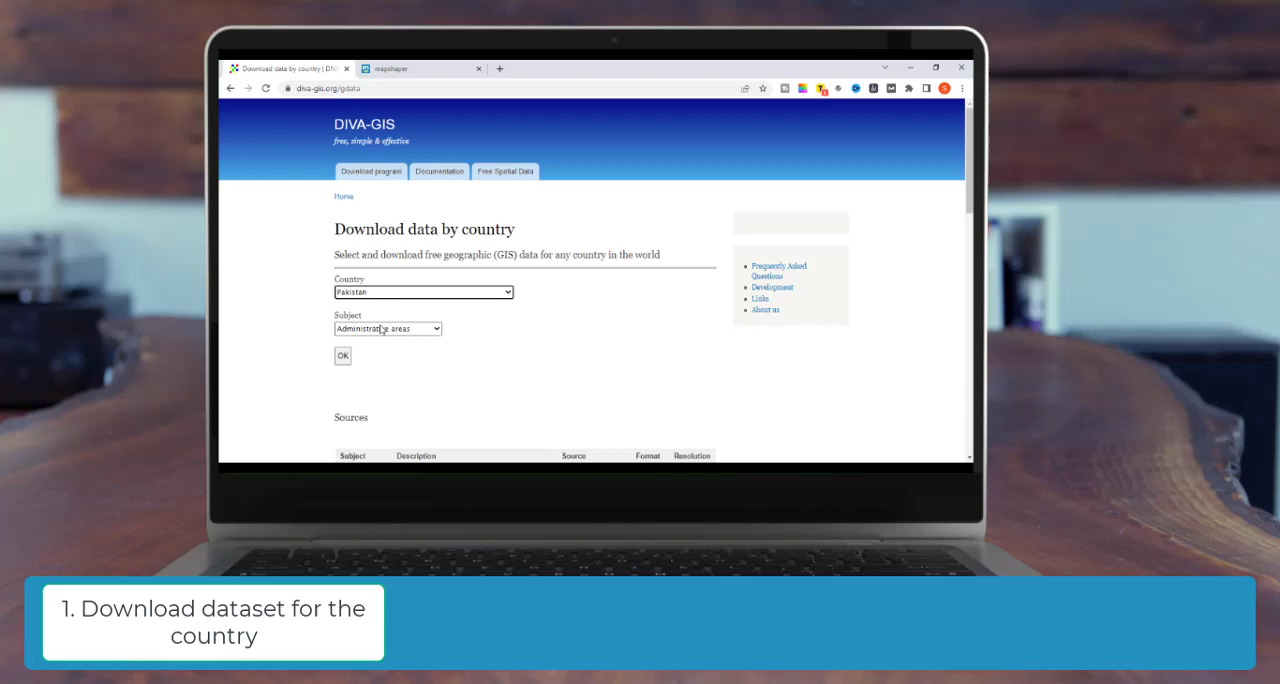 Download data by country | DIVA
mapshaper
diva-gis.org/gdata
DIVA-GIS
free, simple & effective
Download program
Documentation
Free Spatial Data
Home
Download data by country
Select and download free geographic (GIS) data for any country in the world
Country
Pakistan
Subject
Administrative areas
OK
Sources
Subject Description Source Format Resolution
Frequently Asked
Questions
Development
Links
About us
1. Download dataset for the
country